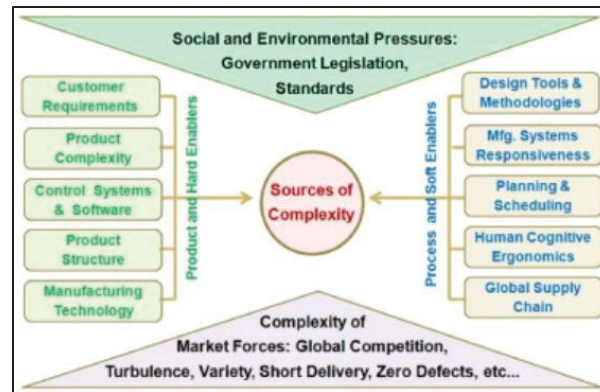 Social and Environmental Pressures:
Government Legislation,
Standards
Customer
Requirements
Product
Complexity
Control Systems
& Software
Product
Structure
Manufacturing
Technology
Product and Hard Enablers
Sources of
Complexity
Process and Soft Enablers
Design Tools &
Methodologies
Mfg. Systems
Responsiveness
Planning &
Scheduling
Human Cognitive
Ergonomics
Global Supply
Chain
Complexity of
Market Forces: Global Competition,
Turbulence, Variety, Short Delivery, Zero Defects, etc...